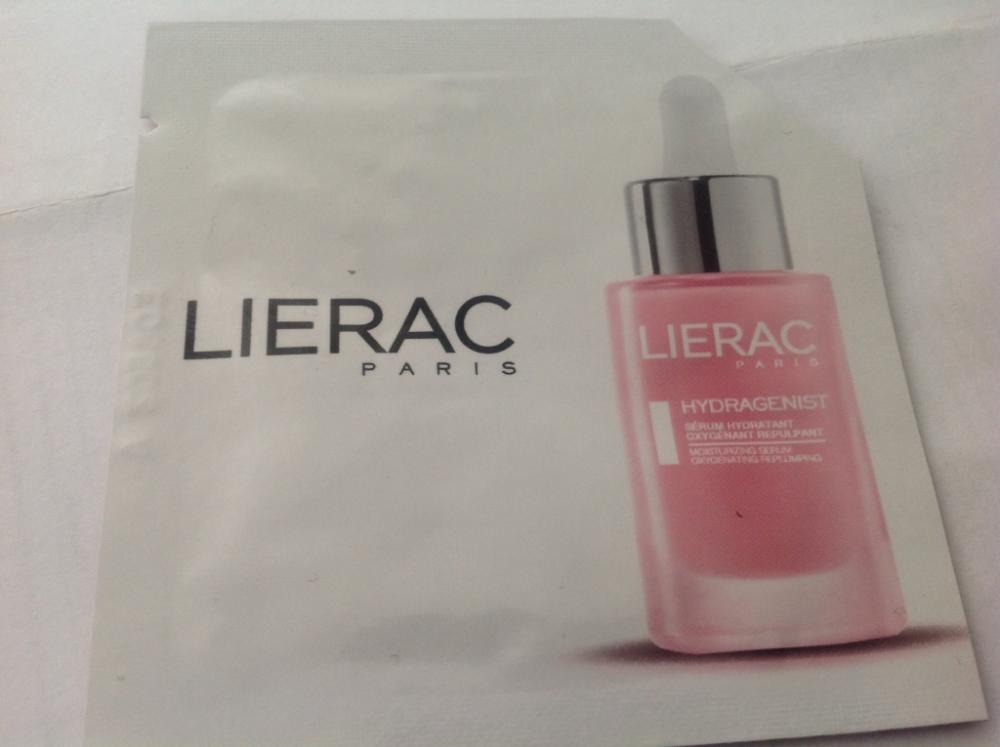 LIERAC
PARIS
LIERAC
PARIS
HYDRAGENIST
SÉRUM HYDRATANT
OXYGÉNANT REPULPANT
MOISTURIZING SERUM
OXYGENATING REPLUMPING